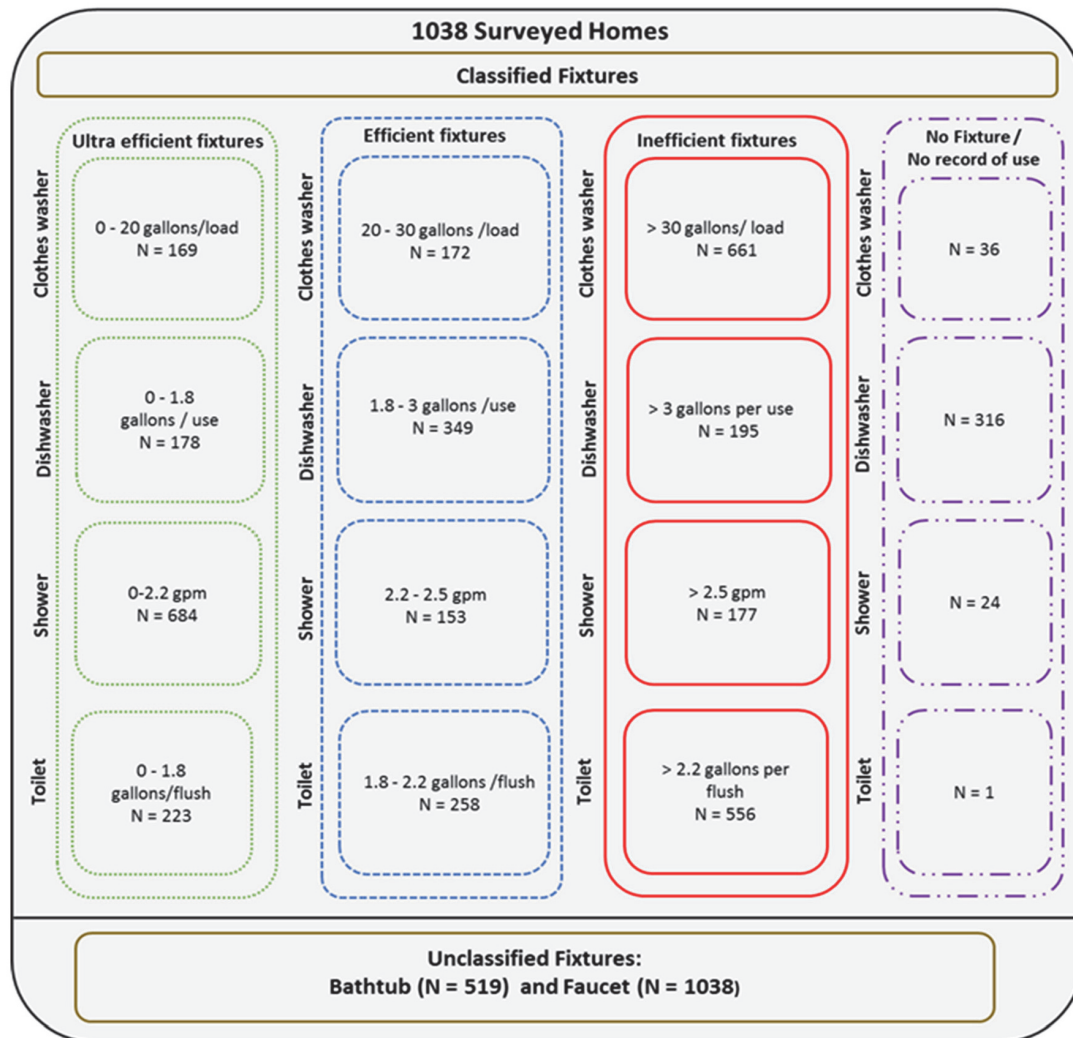 1038 Surveyed Homes
Classified Fixtures
Ultra efficient fixtures
Clothes washer
0 - 20 gallons/load
N = 169
Dishwasher
0 - 1.8
gallons / use
N = 178
Shower
0-2.2 gpm
N = 684
Toilet
0 - 1.8
gallons/flush
N = 223
Efficient fixtures
Clothes washer
20 - 30 gallons /load
N = 172
Dishwasher
1.8 - 3 gallons /use
N = 349
Shower
2.2 - 2.5 gpm
N = 153
Toilet
1.8 - 2.2 gallons /flush
N = 258
Inefficient fixtures
Clothes washer
> 30 gallons/ load
N = 661
Dishwasher
> 3 gallons per use
N = 195
Shower
> 2.5 gpm
N = 177
Toilet
> 2.2 gallons per
flush
N = 556
No Fixture /
No record of use
Clothes washer
N = 36
Dishwasher
N = 316
Shower
N = 24
Toilet
N = 1
Unclassified Fixtures:
Bathtub (N = 519) and Faucet (N = 1038)